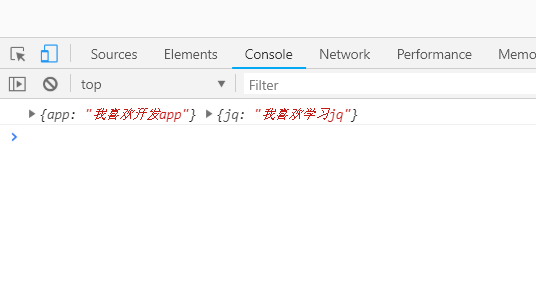 Sources Elements Console Network Performance Memo
top Filter
{app: "我喜欢开发app"} {jq: "我喜欢学习jq"}